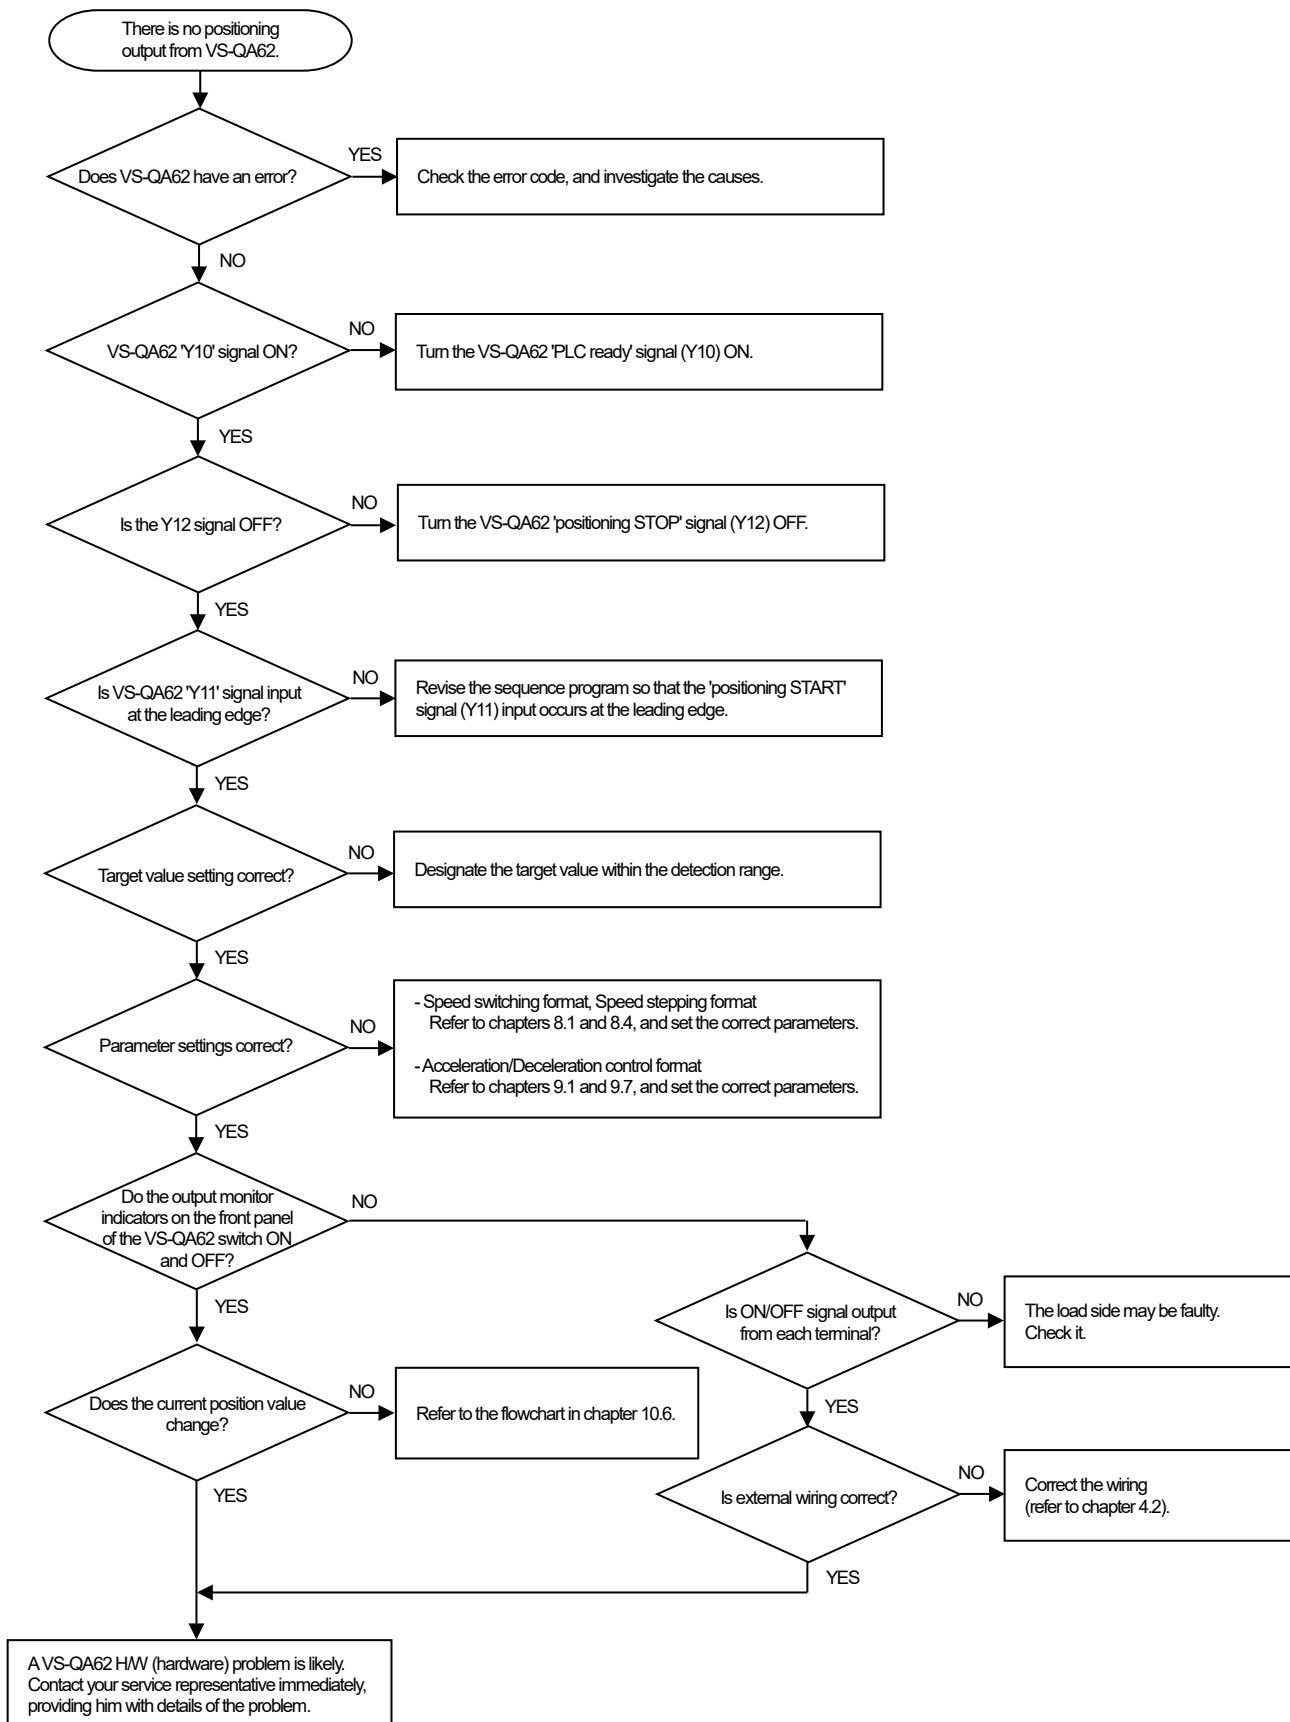 There is no positioning
output from VS-QA62.
Does VS-QA62 have an error?
YES
Check the error code, and investigate the causes.
NO
VS-QA62 'Y10' signal ON?
NO
Turn the VS-QA62 'PLC ready' signal (Y10) ON.
YES
Is the Y12 signal OFF?
NO
Turn the VS-QA62 'positioning STOP' signal (Y12) OFF.
YES
Is VS-QA62 'Y11' signal input
at the leading edge?
NO
Revise the sequence program so that the 'positioning START'
signal (Y11) input occurs at the leading edge.
YES
Target value setting correct?
NO
Designate the target value within the detection range.
YES
Parameter settings correct?
NO
- Speed switching format, Speed stepping format
Refer to chapters 8.1 and 8.4, and set the correct parameters.
- Acceleration/Deceleration control format
Refer to chapters 9.1 and 9.7, and set the correct parameters.
YES
Do the output monitor
indicators on the front panel
of the VS-QA62 switch ON
and OFF?
NO
YES
Is ON/OFF signal output
from each terminal?
NO
The load side may be faulty.
Check it.
YES
Does the current position value
change?
NO
Refer to the flowchart in chapter 10.6.
YES
Is external wiring correct?
NO
Correct the wiring
(refer to chapter 4.2).
YES
A VS-QA62 H/W (hardware) problem is likely.
Contact your service representative immediately,
providing him with details of the problem.